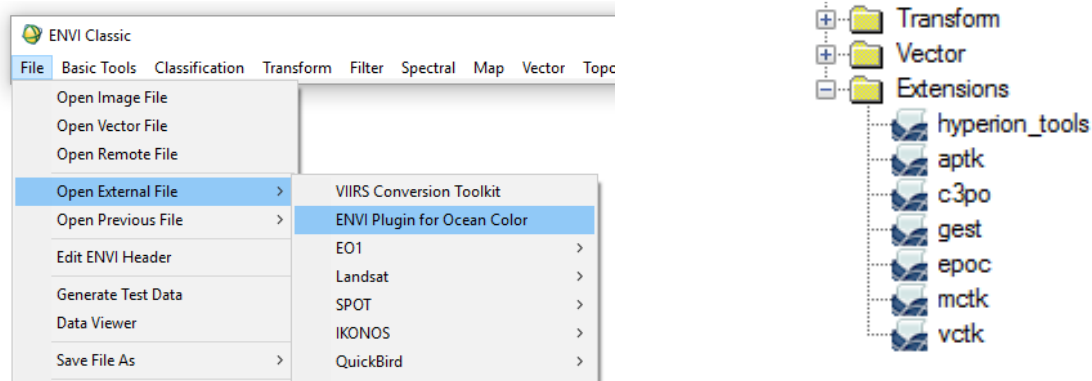 ENVI Classic
File Basic Tools Classification Transform Filter Spectral Map Vector Topo
Open Image File
Open Vector File
Open Remote File
Open External File >
Open Previous File >
Edit ENVI Header
Generate Test Data
Data Viewer
Save File As >
VIIRS Conversion Toolkit
ENVI Plugin for Ocean Color
EO1 >
Landsat >
SPOT >
IKONOS >
QuickBird >
Transform
Vector
Extensions
hyperion_tools
aptk
c3po
gest
epoc
mctk
vctk